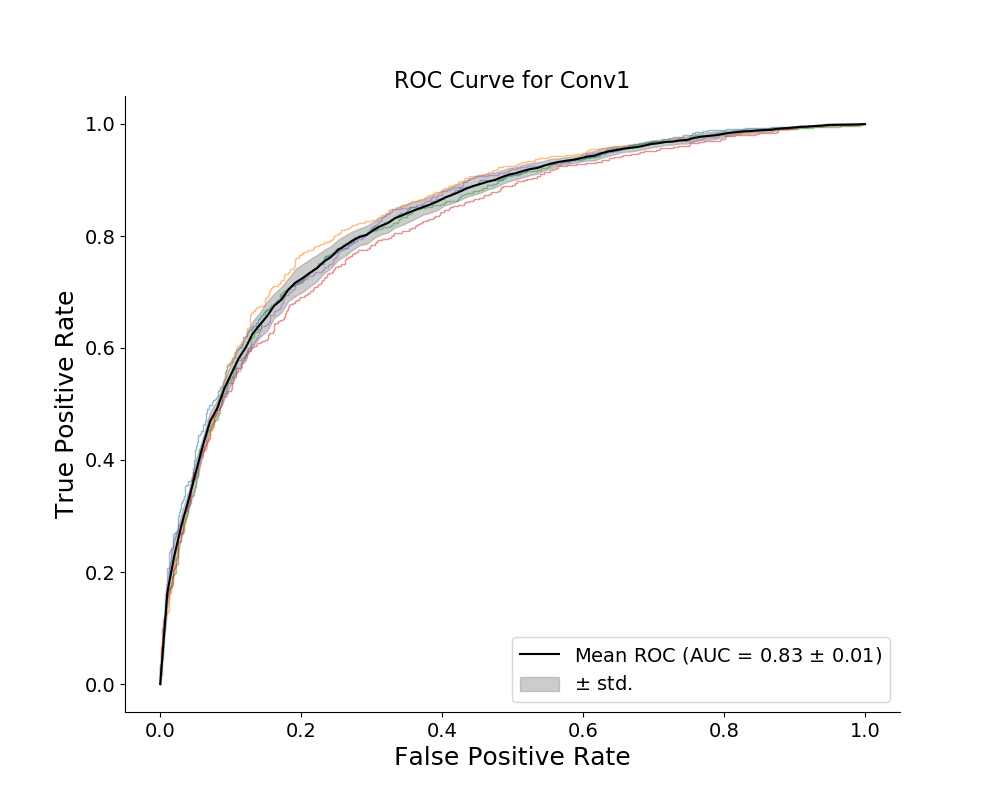 ROC Curve for Conv1
1.0
0.8
0.6
0.4
0.2
0.0
True Positive Rate
Mean ROC (AUC = 0.83 ± 0.01)
± std.
0.0 0.2 0.4 0.6 0.8 1.0
False Positive Rate